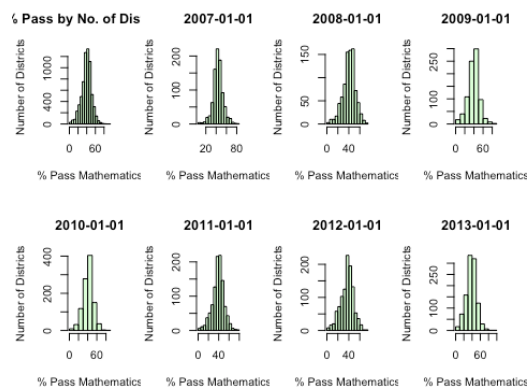 % Pass by No. of Dis
2007-01-01
2008-01-01
2009-01-01
Number of Districts
0 400 1000
0 60
% Pass Mathematics
Number of Districts
0 100 200
20 80
% Pass Mathematics
Number of Districts
0 50 150
0 40
% Pass Mathematics
Number of Districts
0 100 300
0 60
% Pass Mathematics
2010-01-01
2011-01-01
2012-01-01
2013-01-01
Number of Districts
0 200 400
0 60
% Pass Mathematics
Number of Districts
0 100 200
0 40
% Pass Mathematics
Number of Districts
0 100 200
0 40
% Pass Mathematics
Number of Districts
0 100 250
0 60
% Pass Mathematics